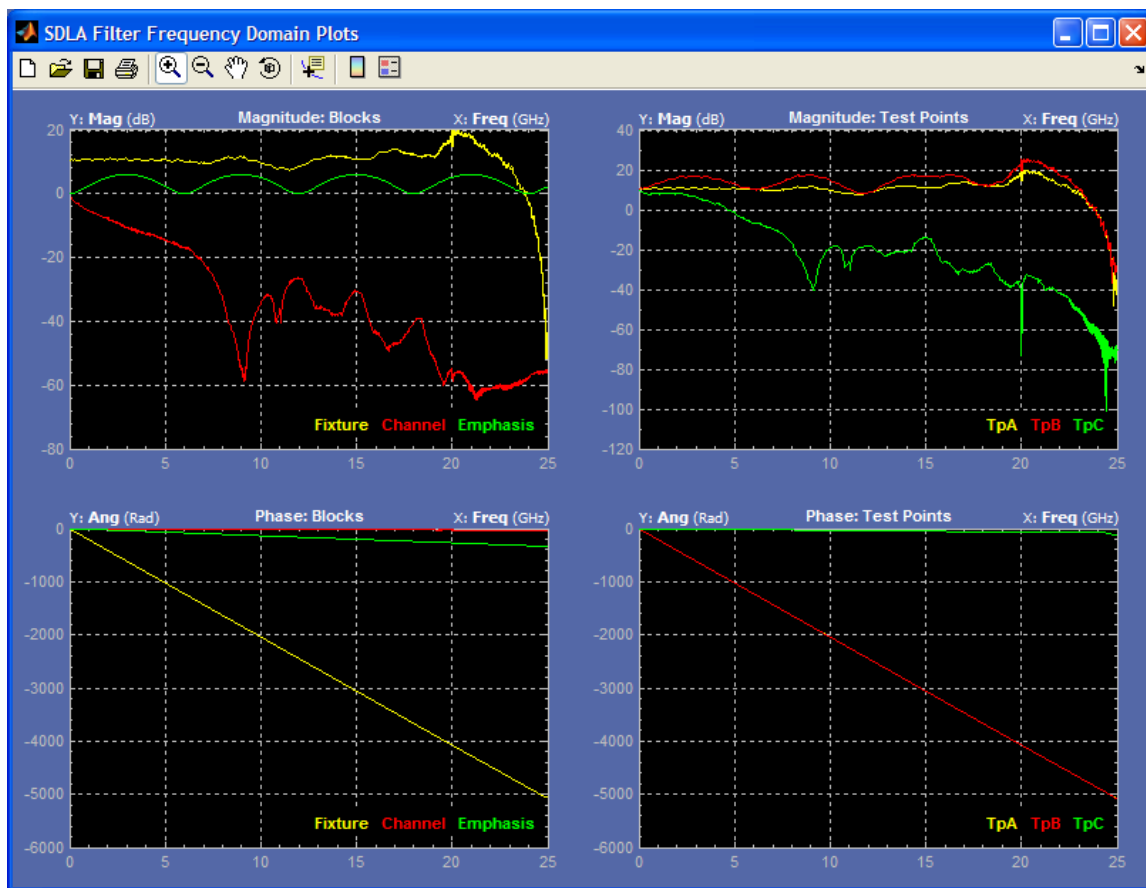 SDLA Filter Frequency Domain Plots
Y: Mag (dB) Magnitude: Blocks X: Freq (GHz)
20
0
-20
-40
-60
-80
Fixture Channel Emphasis
0 5 10 15 20 25
Y: Mag (dB) Magnitude: Test Points X: Freq (GHz)
40
20
0
-20
-40
-60
-80
-100
-120
TpA TpB TpC
0 5 10 15 20 25
Y: Ang (Rad) Phase: Blocks X: Freq (GHz)
0
-1000
-2000
-3000
-4000
-5000
-6000
Fixture Channel Emphasis
0 5 10 15 20 25
Y: Ang (Rad) Phase: Test Points X: Freq (GHz)
0
-1000
-2000
-3000
-4000
-5000
-6000
TpA TpB TpC
0 5 10 15 20 25